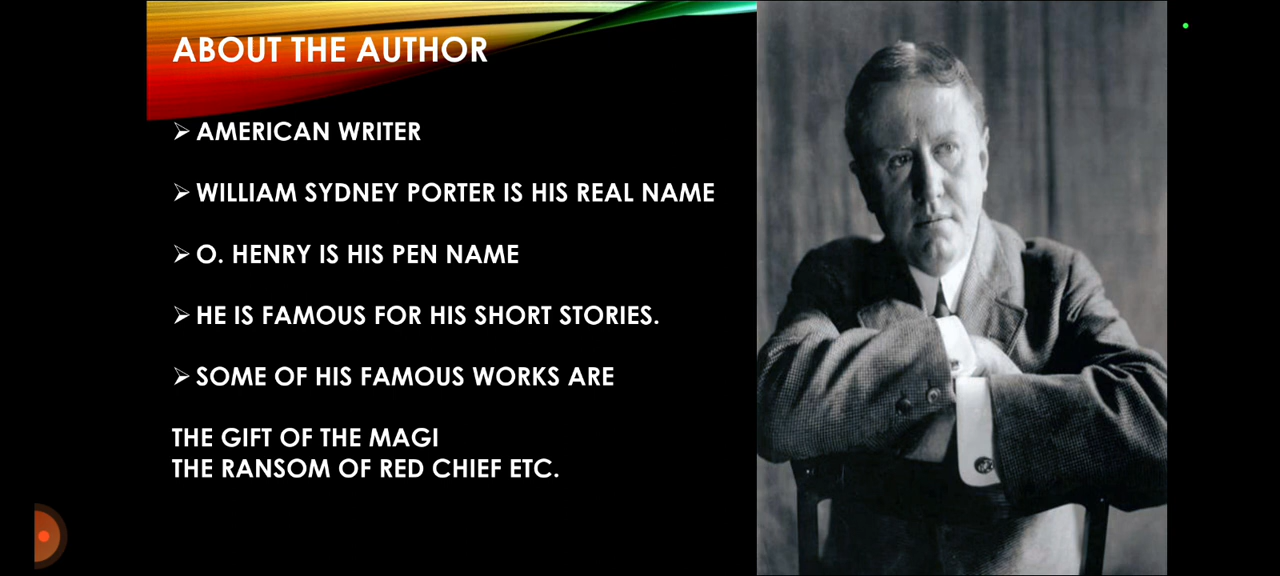 ABOUT THE AUTHOR
➢ AMERICAN WRITER
➢ WILLIAM SYDNEY PORTER IS HIS REAL NAME
➢ O. HENRY IS HIS PEN NAME
➢ HE IS FAMOUS FOR HIS SHORT STORIES.
➢ SOME OF HIS FAMOUS WORKS ARE
THE GIFT OF THE MAGI
THE RANSOM OF RED CHIEF ETC.